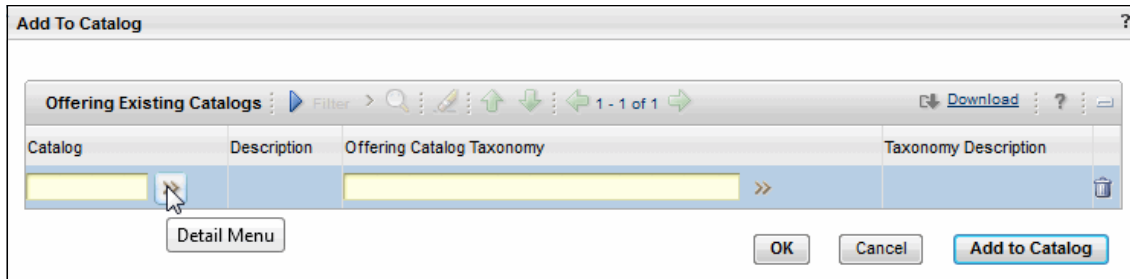 Add To Catalog ?
Offering Existing Catalogs Filter 1 - 1 of 1 Download ?
Catalog Description Offering Catalog Taxonomy Taxonomy Description
Detail Menu
OK Cancel Add to Catalog